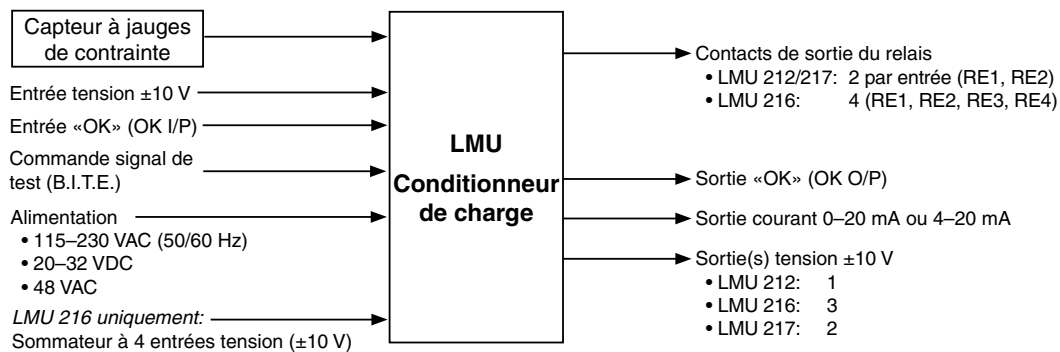 Capteur à jauges
de contrainte
Entrée tension ±10 V
Entrée «OK» (OK I/P)
Commande signal de
test (B.I.T.E.)
Alimentation
• 115–230 VAC (50/60 Hz)
• 20–32 VDC
• 48 VAC
LMU 216 uniquement:
Sommateur à 4 entrées tension (±10 V)
LMU
Conditionneur
de charge
Contacts de sortie du relais
• LMU 212/217: 2 par entrée (RE1, RE2)
• LMU 216: 4 (RE1, RE2, RE3, RE4)
Sortie «OK» (OK O/P)
Sortie courant 0–20 mA ou 4–20 mA
Sortie(s) tension ±10 V
• LMU 212: 1
• LMU 216: 3
• LMU 217: 2